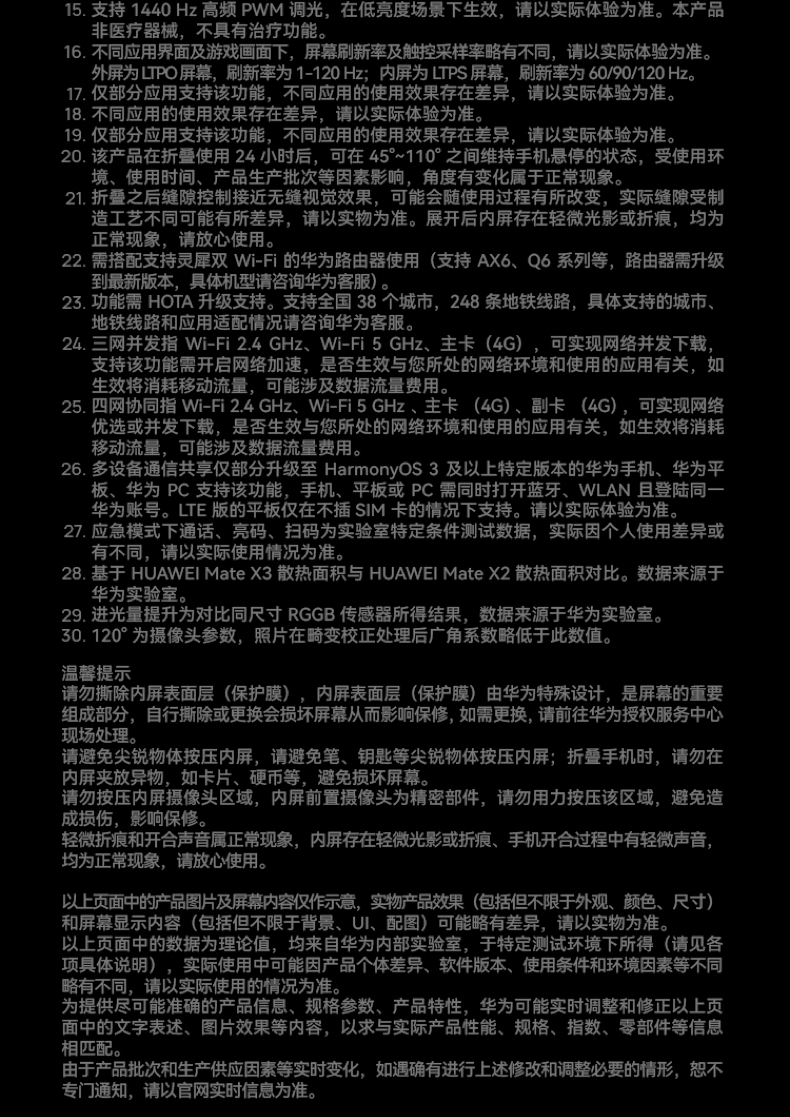 15. 支持 1440 Hz 高频 PWM 调光，在低亮度场景下生效，请以实际体验为准。本产品
非医疗器械，不具有治疗功能。
16. 不同应用界面及游戏画面下，屏幕刷新率及触控采样率略有不同，请以实际体验为准。
外屏为 LTPO 屏幕，刷新率为 1-120 Hz；内屏为 LTPS 屏幕，刷新率为 60/90/120 Hz。
17. 仅部分应用支持该功能，不同应用的使用效果存在差异，请以实际体验为准。
18. 不同应用的使用效果存在差异，请以实际体验为准。
19. 仅部分应用支持该功能，不同应用的使用效果存在差异，请以实际体验为准。
20. 该产品在折叠使用 24 小时后，可在 45°~110° 之间维持手机悬停的状态，受使用环
境、使用时间、产品生产批次等因素影响，角度有变化属于正常现象。
21. 折叠之后缝隙控制接近无缝视觉效果，可能会随使用过程有所改变，实际缝隙受制
造工艺不同可能有所差异，请以实物为准。展开后内屏存在轻微光影或折痕，均为
正常现象，请放心使用。
22. 需搭配支持灵犀双 Wi-Fi 的华为路由器使用（支持 AX6、Q6 系列等，路由器需升级
到最新版本，具体机型请咨询华为客服）。
23. 功能需 HOTA 升级支持。支持全国 38 个城市，248 条地铁线路，具体支持的城市、
地铁线路和应用适配情况请咨询华为客服。
24. 三网并发指 Wi-Fi 2.4 GHz、Wi-Fi 5 GHz、主卡（4G），可实现网络并发下载，
支持该功能需开启网络加速，是否生效与您所处的网络环境和使用的应用有关，如
生效将消耗移动流量，可能涉及数据流量费用。
25. 四网协同指 Wi-Fi 2.4 GHz、Wi-Fi 5 GHz 、主卡 （4G）、副卡 （4G），可实现网络
优选或并发下载，是否生效与您所处的网络环境和使用的应用有关，如生效将消耗
移动流量，可能涉及数据流量费用。
26. 多设备通信共享仅部分升级至 HarmonyOS 3 及以上特定版本的华为手机、华为平
板、华为 PC 支持该功能，手机、平板或 PC 需同时打开蓝牙、WLAN 且登陆同一
华为账号。LTE 版的平板仅在不插 SIM 卡的情况下支持。请以实际体验为准。
27. 应急模式下通话、亮码、扫码为实验室特定条件测试数据，实际因个人使用差异或
有不同，请以实际使用情况为准。
28. 基于 HUAWEI Mate X3 散热面积与 HUAWEI Mate X2 散热面积对比。数据来源于
华为实验室。
29. 进光量提升为对比同尺寸 RGGB 传感器所得结果，数据来源于华为实验室。
30. 120° 为摄像头参数，照片在畸变校正处理后广角系数略低于此数值。
温馨提示
请勿撕除内屏表面层（保护膜），内屏表面层（保护膜）由华为特殊设计，是屏幕的重要
组成部分，自行撕除或更换会损坏屏幕从而影响保修，如需更换，请前往华为授权服务中心
现场处理。
请避免尖锐物体按压内屏，请避免笔、钥匙等尖锐物体按压内屏；折叠手机时，请勿在
内屏夹放异物，如卡片、硬币等，避免损坏屏幕。
请勿按压内屏摄像头区域，内屏前置摄像头为精密部件，请勿用力按压该区域，避免造
成损伤，影响保修。
轻微折痕和开合声音属正常现象，内屏存在轻微光影或折痕、手机开合过程中有轻微声音，
均为正常现象，请放心使用。
以上页面中的产品图片及屏幕内容仅作示意，实物产品效果（包括但不限于外观、颜色、尺寸）
和屏幕显示内容（包括但不限于背景、UI、配图）可能略有差异，请以实物为准。
以上页面中的数据为理论值，均来自华为内部实验室，于特定测试环境下所得（请见各
项具体说明），实际使用中可能因产品个体差异、软件版本、使用条件和环境因素等不同
略有不同，请以实际使用的情况为准。
为提供尽可能准确的产品信息、规格参数、产品特性，华为可能实时调整和修正以上页
面中的文字表述、图片效果等内容，以求与实际产品性能、规格、指数、零部件等信息
相匹配。
由于产品批次和生产供应因素等实时变化，如遇确有进行上述修改和调整必要的情形，恕不
专门通知，请以官网实时信息为准。